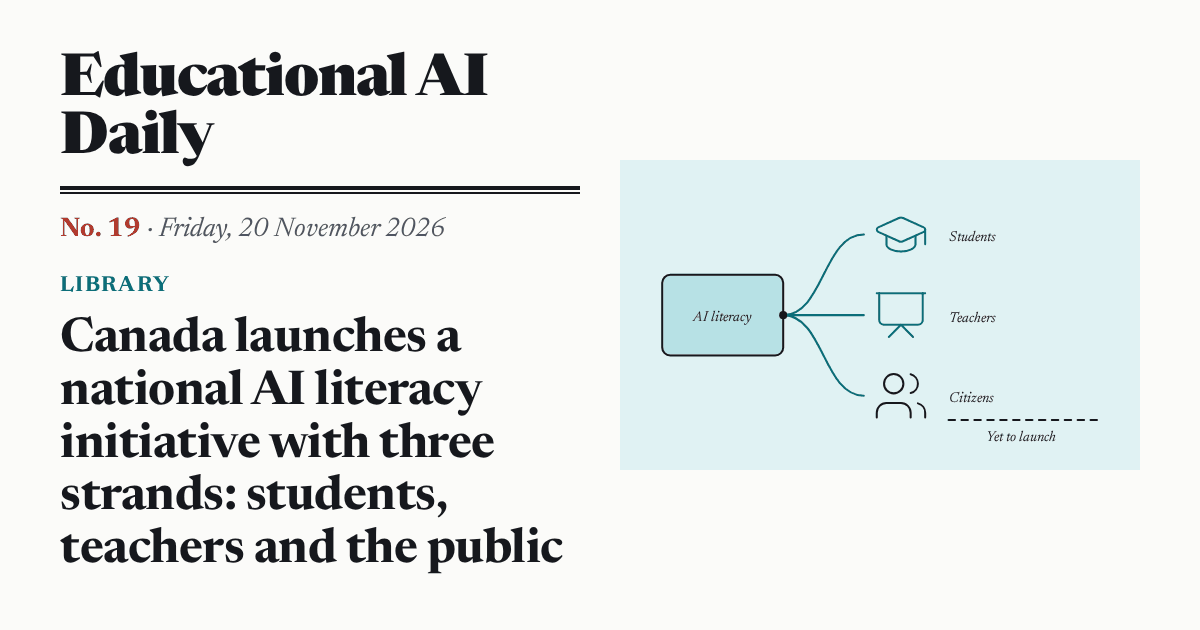 Educational AI
Daily
No. 19 · Friday, 20 November 2026
LIBRARY
Canada launches a
national AI literacy
initiative with three
strands: students,
teachers and the public
AI literacy
Students
Teachers
Citizens
Yet to launch